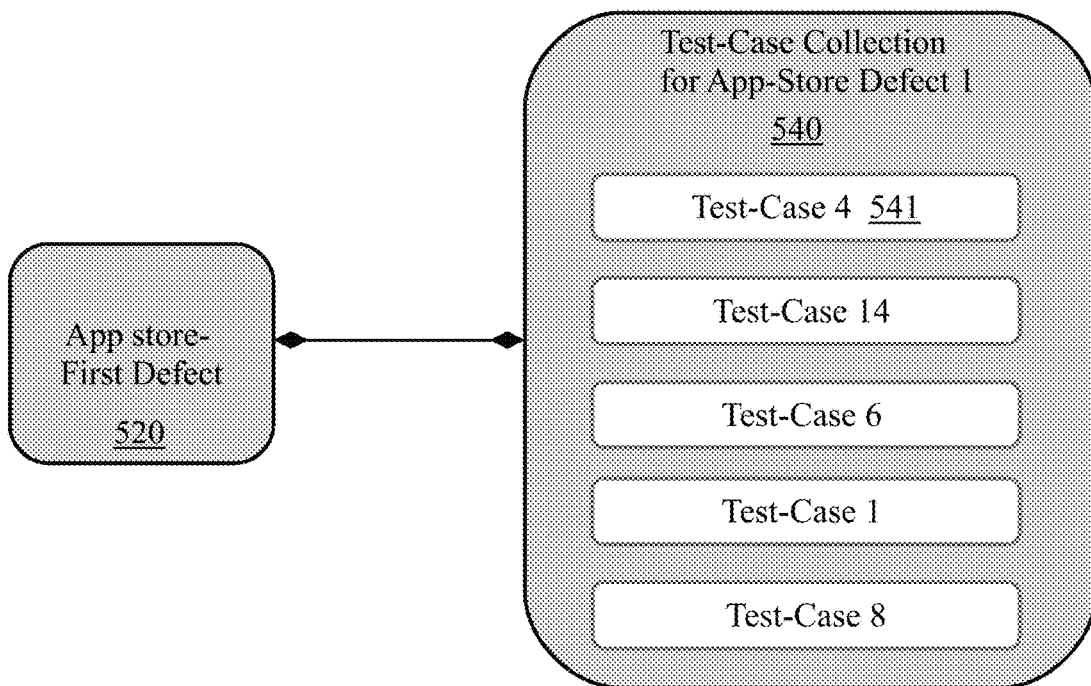 Test-Case Collection
for App-Store Defect 1
540
Test-Case 4 541
Test-Case 14
Test-Case 6
Test-Case 1
Test-Case 8
App store-
First Defect
520